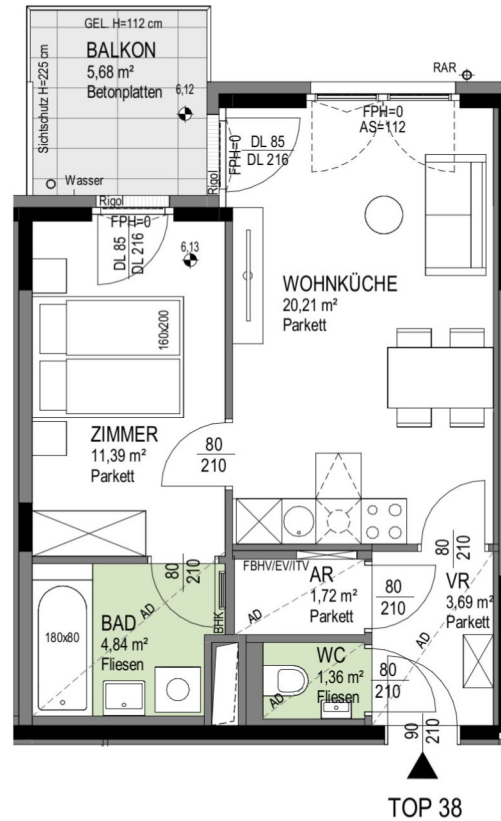 GEL. H=112 cm
BALKON
5,68 m²
Betonplatten
6,12
Sichtschutz H=225 cm
Wasser
Rigol
FPH=0
DL 85
DL 216
6,13
RAR
FPH=0
AS=112
DL 85
DL 216
FPH=0
Rigol
WOHNKÜCHE
20,21 m²
Parkett
160x200
ZIMMER
11,39 m²
Parkett
80
210
80
210
FBHV/EV/ITV
AR
1,72 m²
Parkett
AD
80
210
80
210
VR
3,69 m²
Parkett
AD
BAD
4,84 m²
Fliesen
AD
180x80
BHK
WC
1,36 m²
Fliesen
AD
80
210
90
210
TOP 38